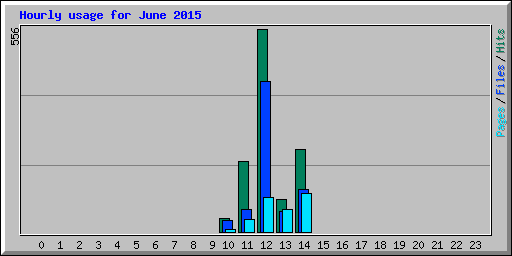 Hourly usage for June 2015
556
Pages/Files/Hits
0 1 2 3 4 5 6 7 8 9 10 11 12 13 14 15 16 17 18 19 20 21 22 23